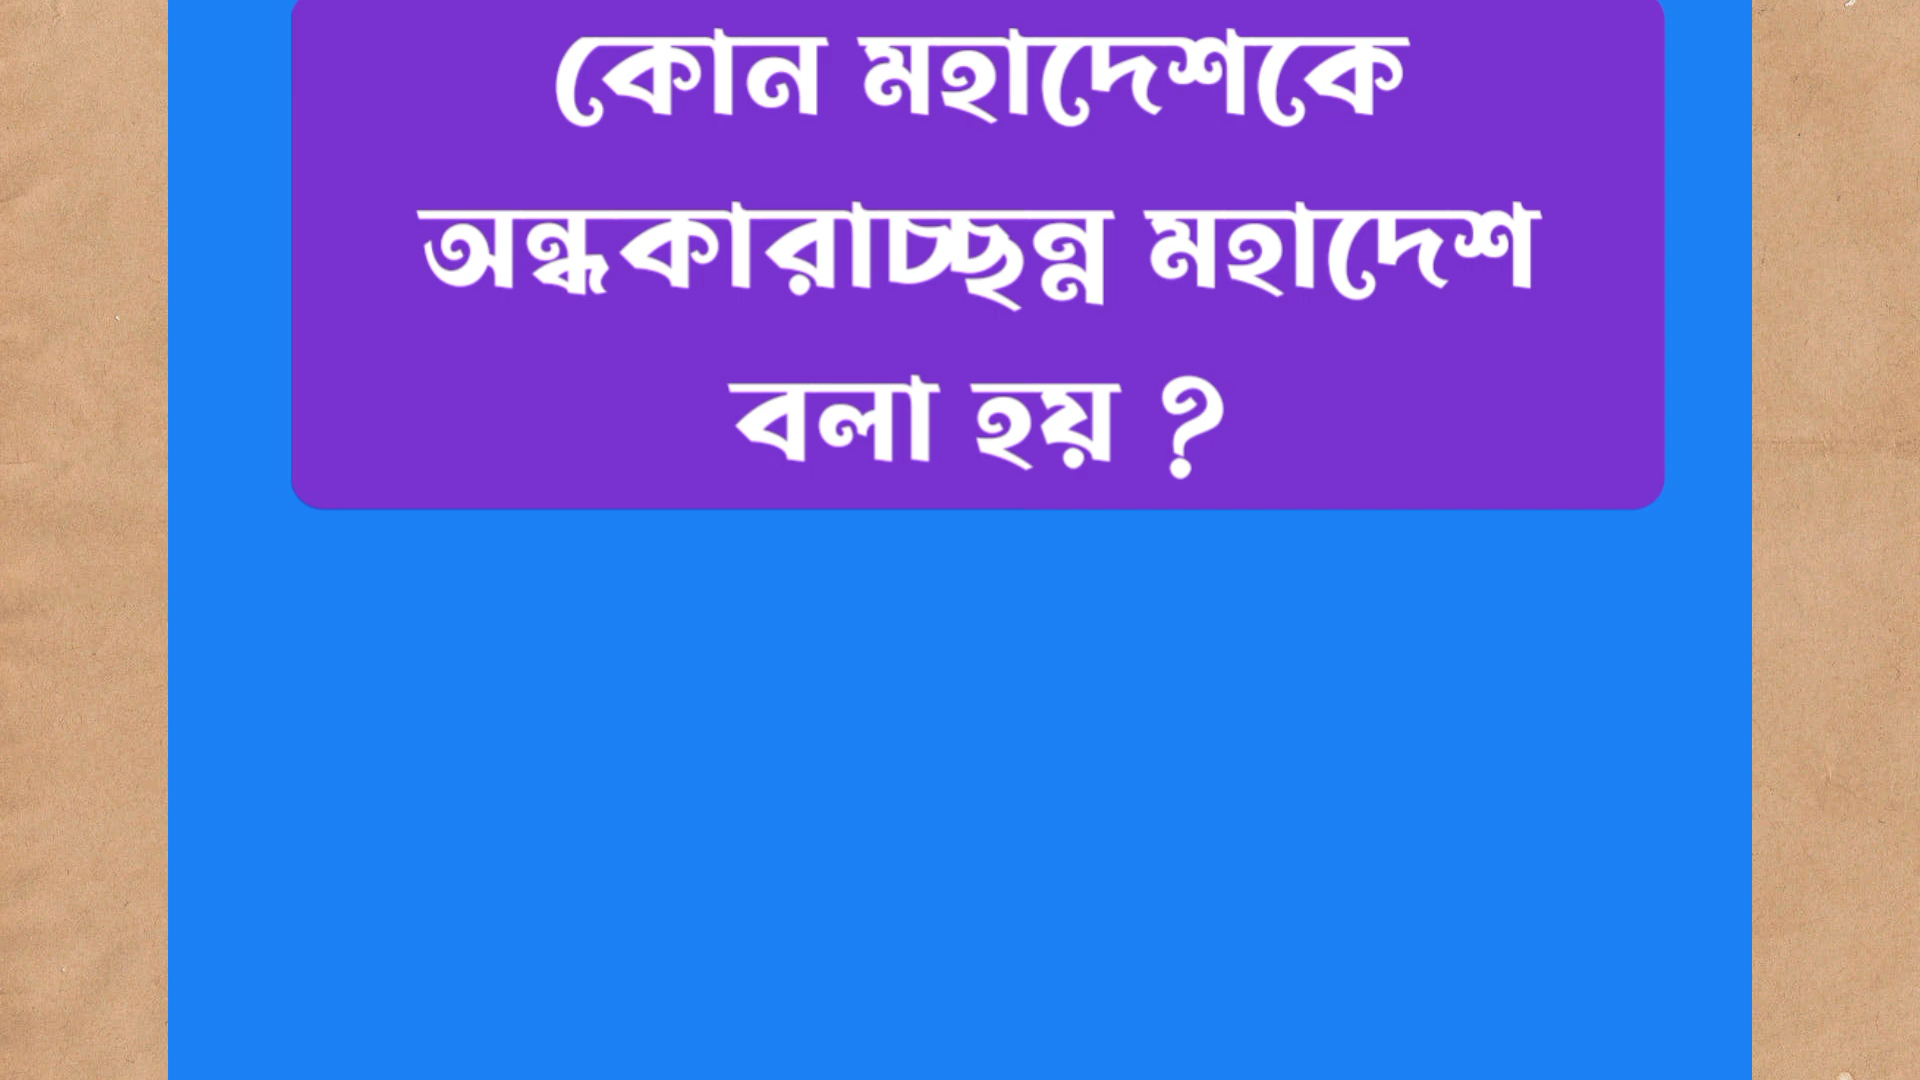 কোন মহাদেশকে
অন্ধকারাচ্ছন্ন মহাদেশ
বলা হয় ?